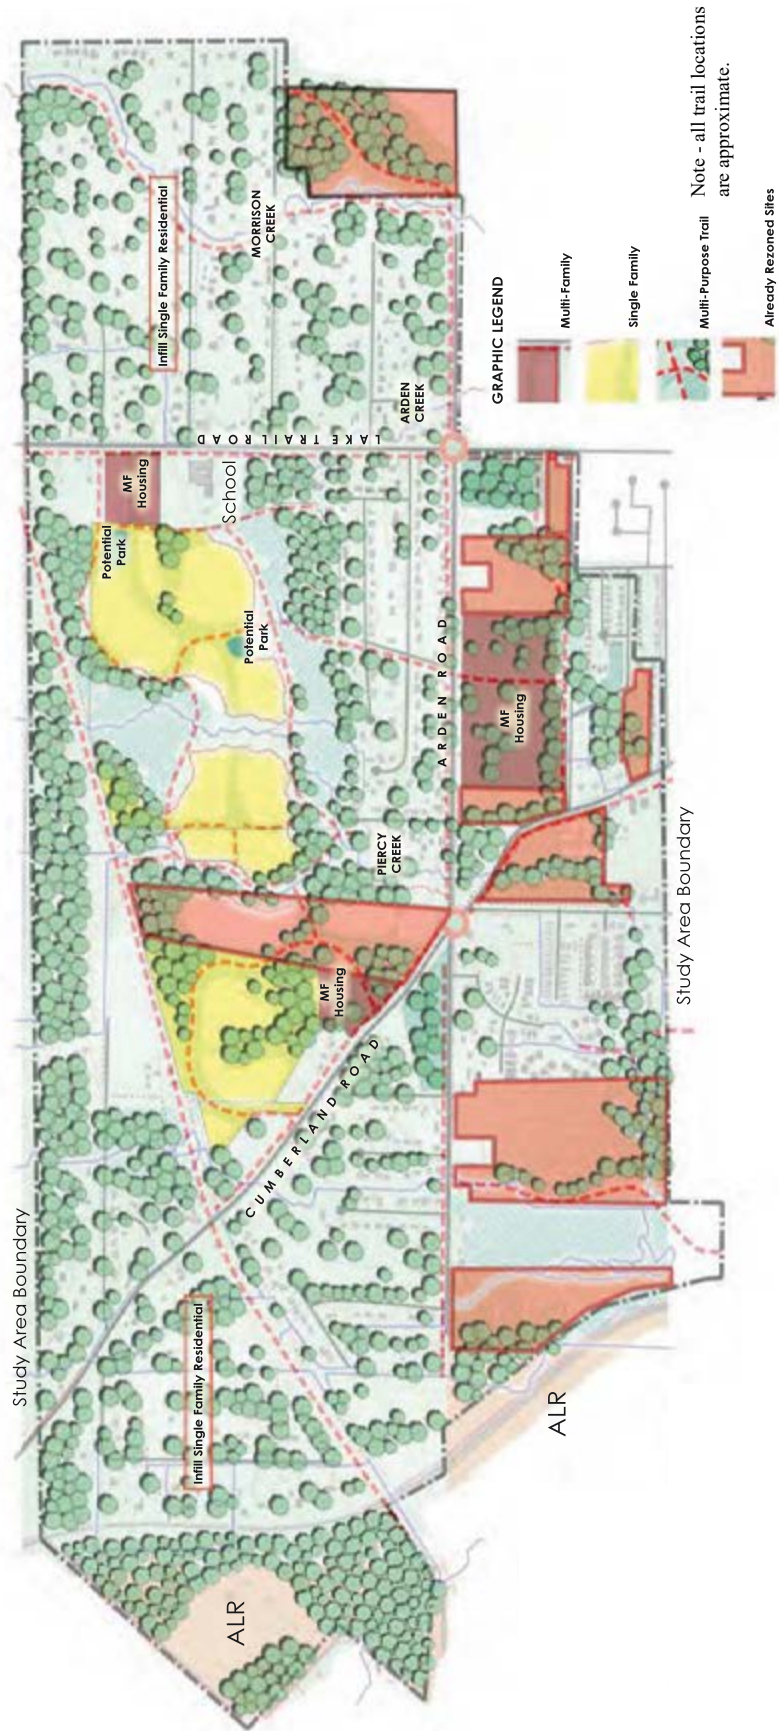 Study Area Boundary
ALR
Infill Single Family Residential
CUMBERLAND ROAD
MF
Housing
PIERCY
CREEK
Potential
Park
Potential
Park
MF
Housing
School
LAKE TRAIL ROAD
Infill Single Family Residential
MORRISON
CREEK
ARDEN
CREEK
ARDEN ROAD
MF
Housing
ALR
Study Area Boundary
GRAPHIC LEGEND
Multi-Family
Single Family
Multi-Purpose Trail
Already Rezoned Sites
Note - all trail locations
are approximate.